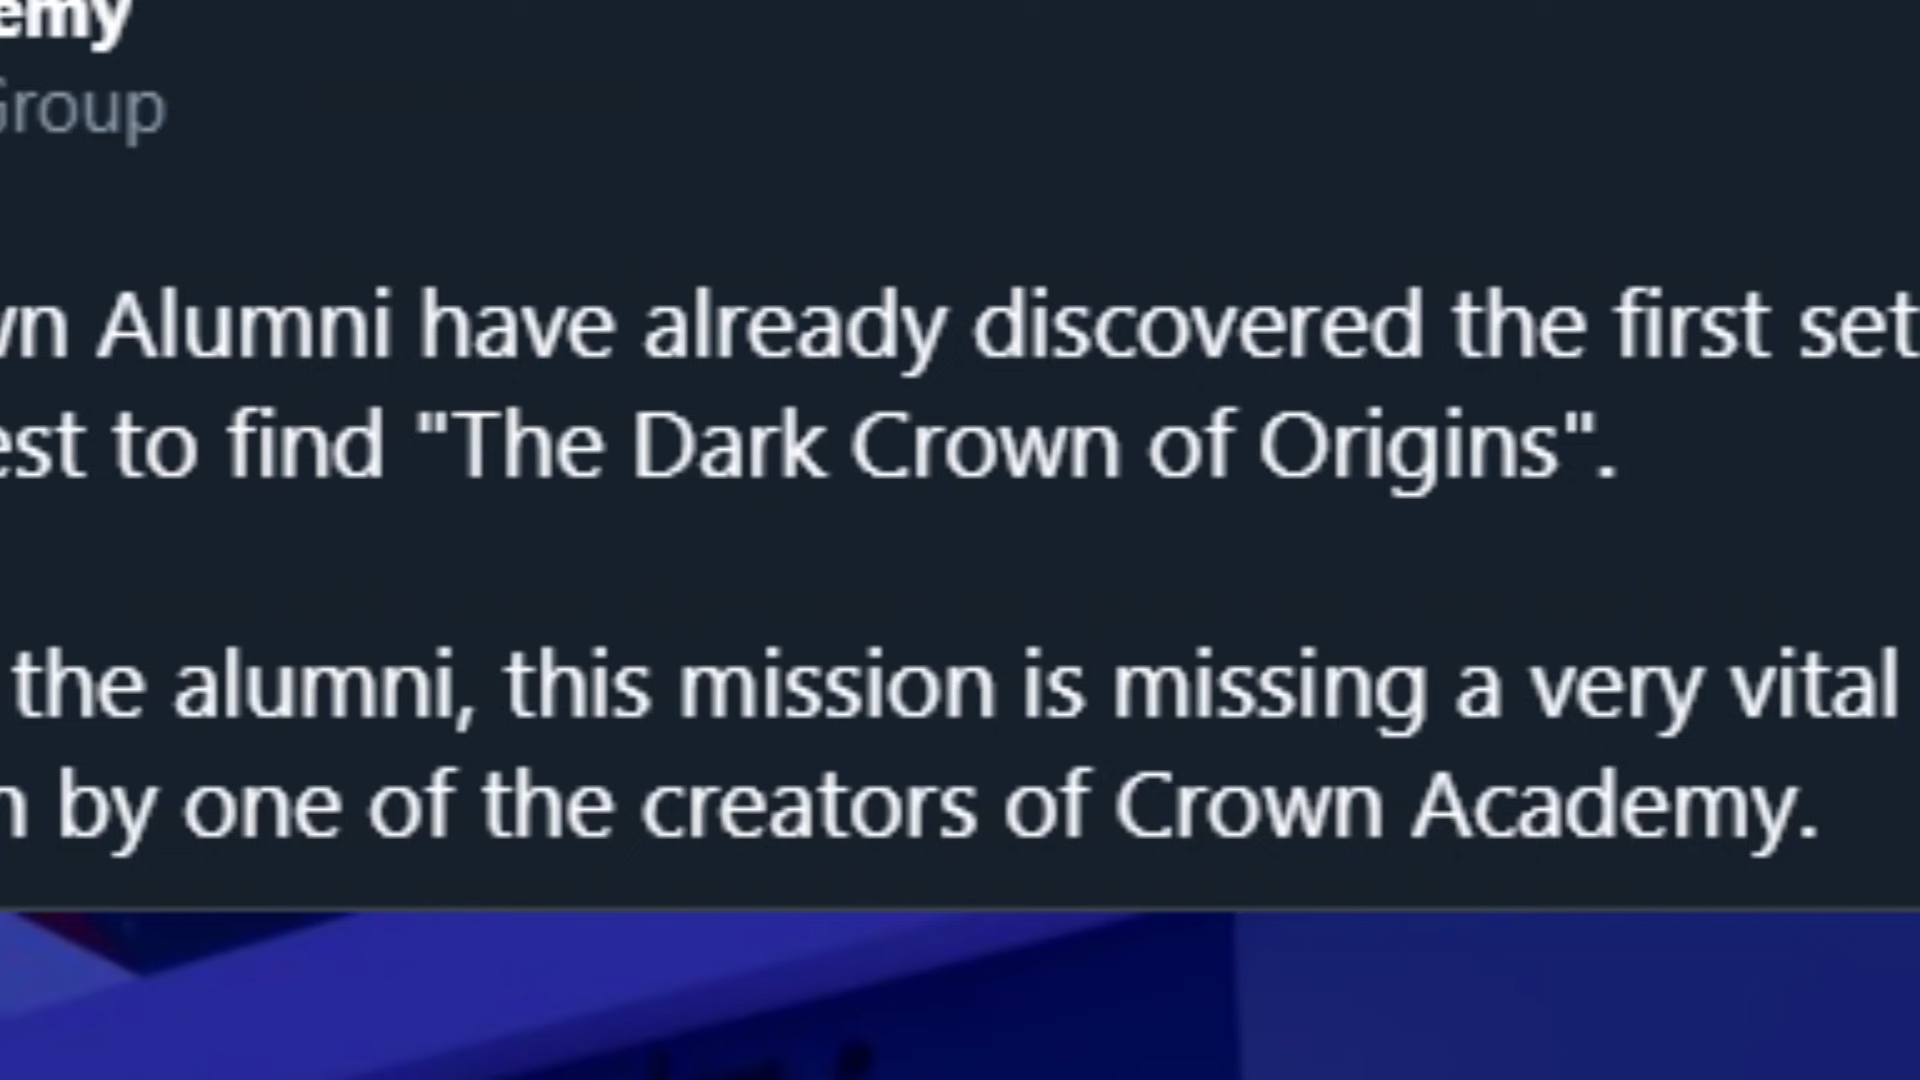 emy
Group
wn Alumni have already discovered the first set
est to find "The Dark Crown of Origins".
the alumni, this mission is missing a very vital
n by one of the creators of Crown Academy.